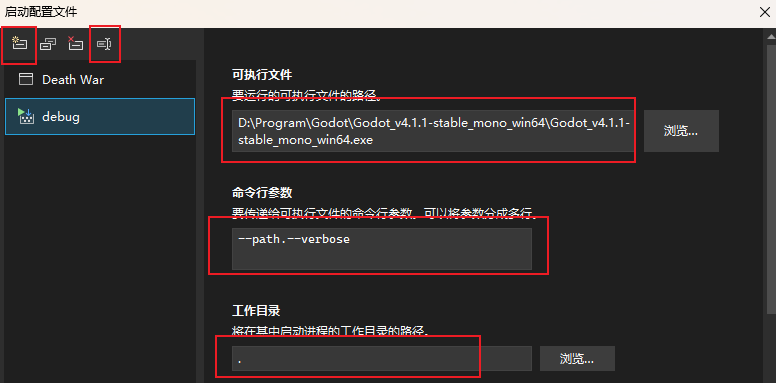 启动配置文件
Death War
debug
可执行文件
要运行的可执行文件的路径。
D:\Program\Godot\Godot_v4.1.1-stable_mono_win64\Godot_v4.1.1-
stable_mono_win64.exe
浏览...
命令行参数
要传递给可执行文件的命令行参数。可以将参数分成多行。
--path.--verbose
工作目录
将在其中启动进程的工作目录的路径。
.
浏览...